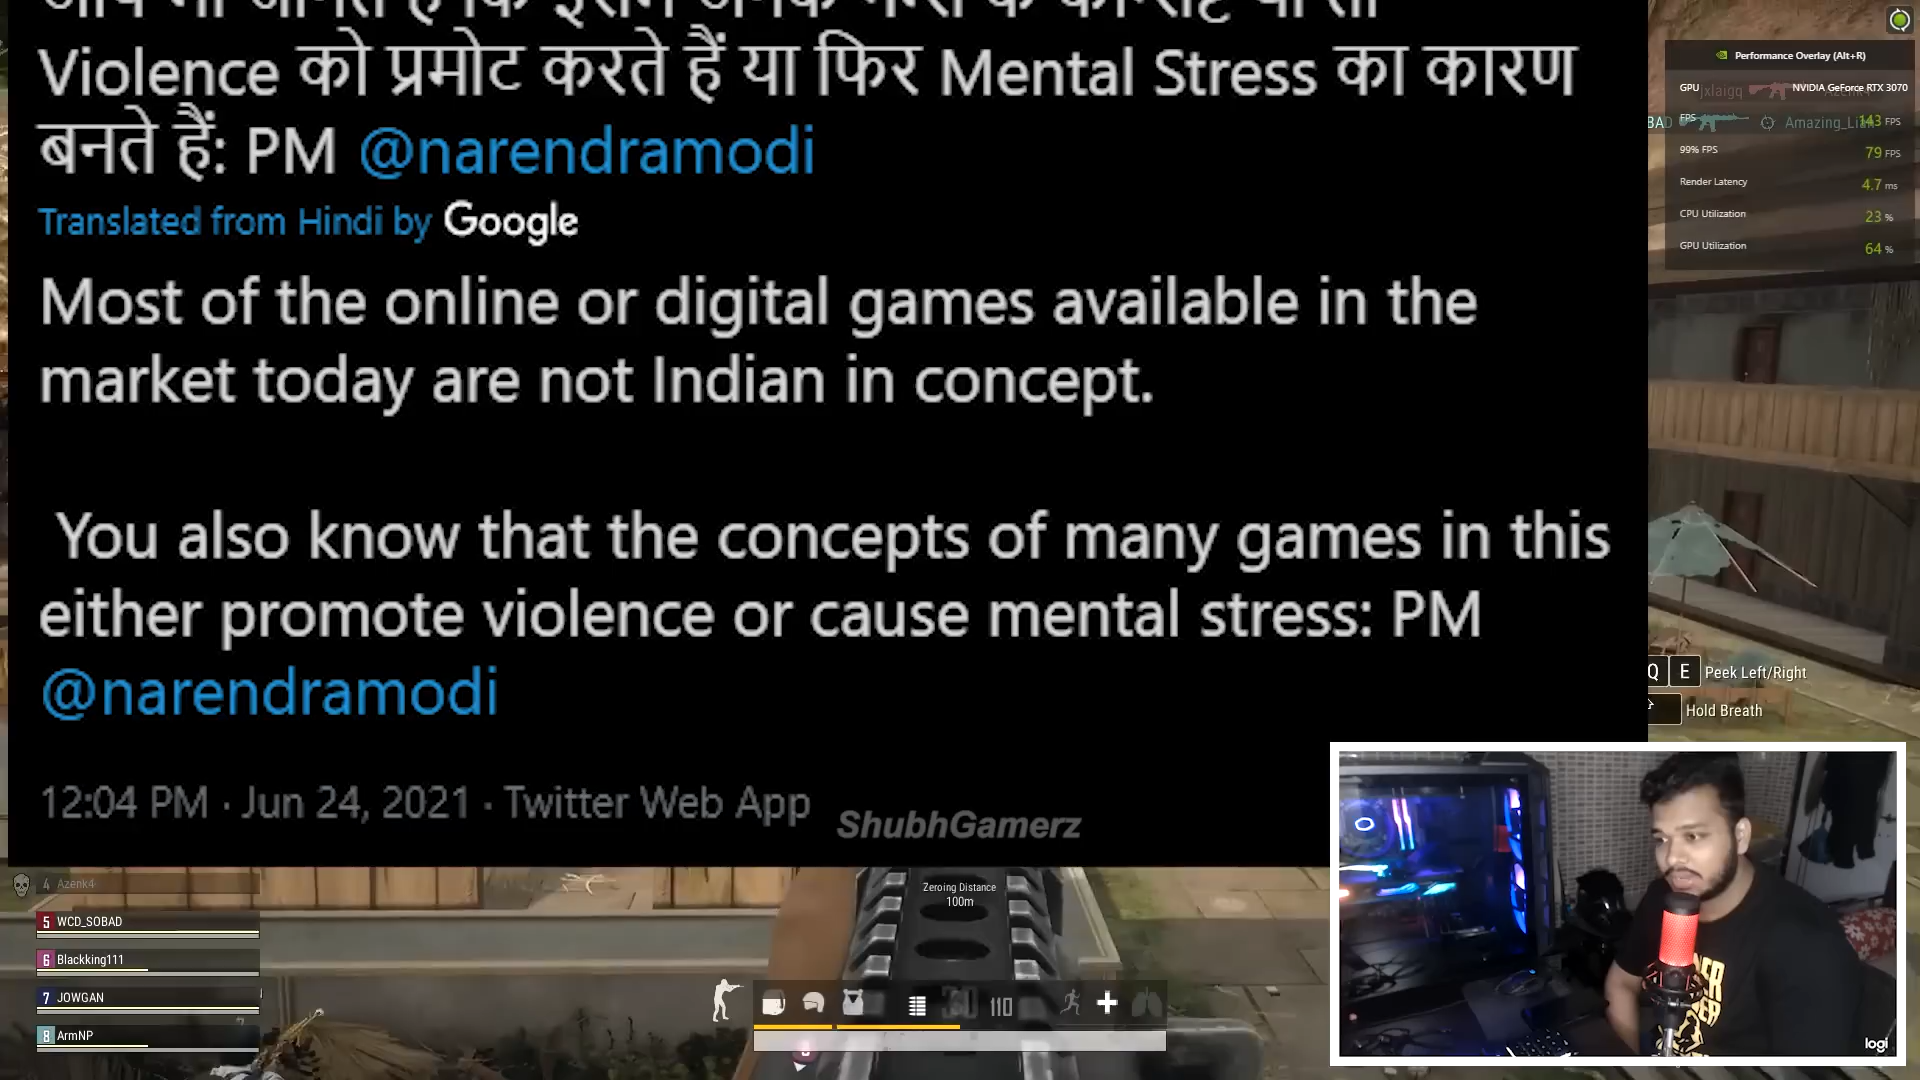 Violence को प्रमोट करते हैं या फिर Mental Stress का कारण
बनते हैं: PM @narendramodi
Translated from Hindi by Google
Most of the online or digital games available in the
market today are not Indian in concept.
You also know that the concepts of many games in this
either promote violence or cause mental stress: PM
@narendramodi
12:04 PM · Jun 24, 2021 · Twitter Web App
ShubhGamerz
Performance Overlay (Alt+R)
GPU NVIDIA GeForce RTX 3070
jxlaigq
FPS 143 FPS
BAD
99% FPS 79 FPS
Render Latency 4.7 ms
CPU Utilization 23 %
GPU Utilization 64 %
Q E Peek Left/Right
Hold Breath
4 Azenk4
5 WCD_SOBAD
6 Blackking111
7 JOWGAN
8 ArmNP
Zeroing Distance
100m
30 110
logi